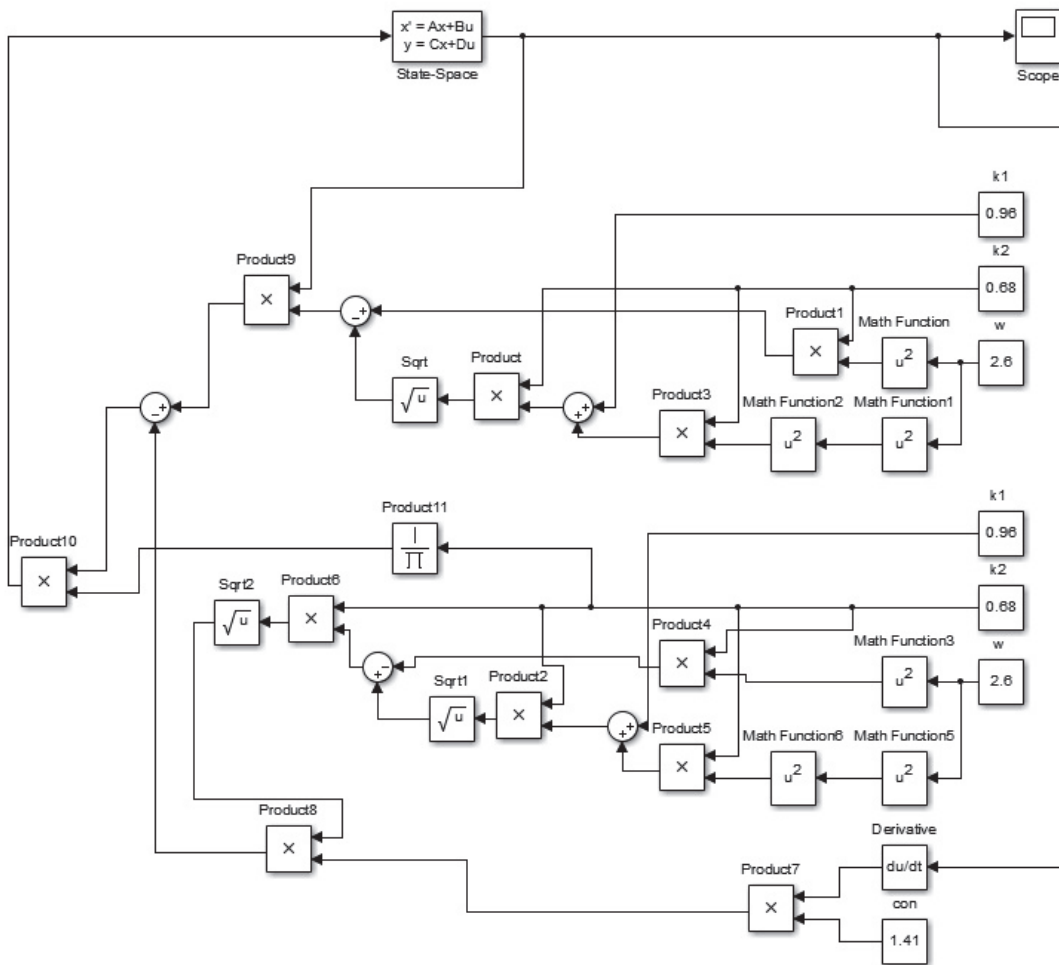 x' = Ax+Bu
y = Cx+Du
State-Space
Scope
k1
0.96
k2
0.68
w
2.6
Product9
×
Product1
×
Math Function
u²
Sqrt
√u
Product
×
Product3
×
Math Function2
u²
Math Function1
u²
Product10
×
Product11
1
∏
k1
0.96
k2
0.68
w
2.6
Sqrt2
√u
Product6
×
Product4
×
Math Function3
u²
Sqrt1
√u
Product2
×
Product5
×
Math Function6
u²
Math Function5
u²
Product8
×
Product7
×
Derivative
du/dt
con
1.41